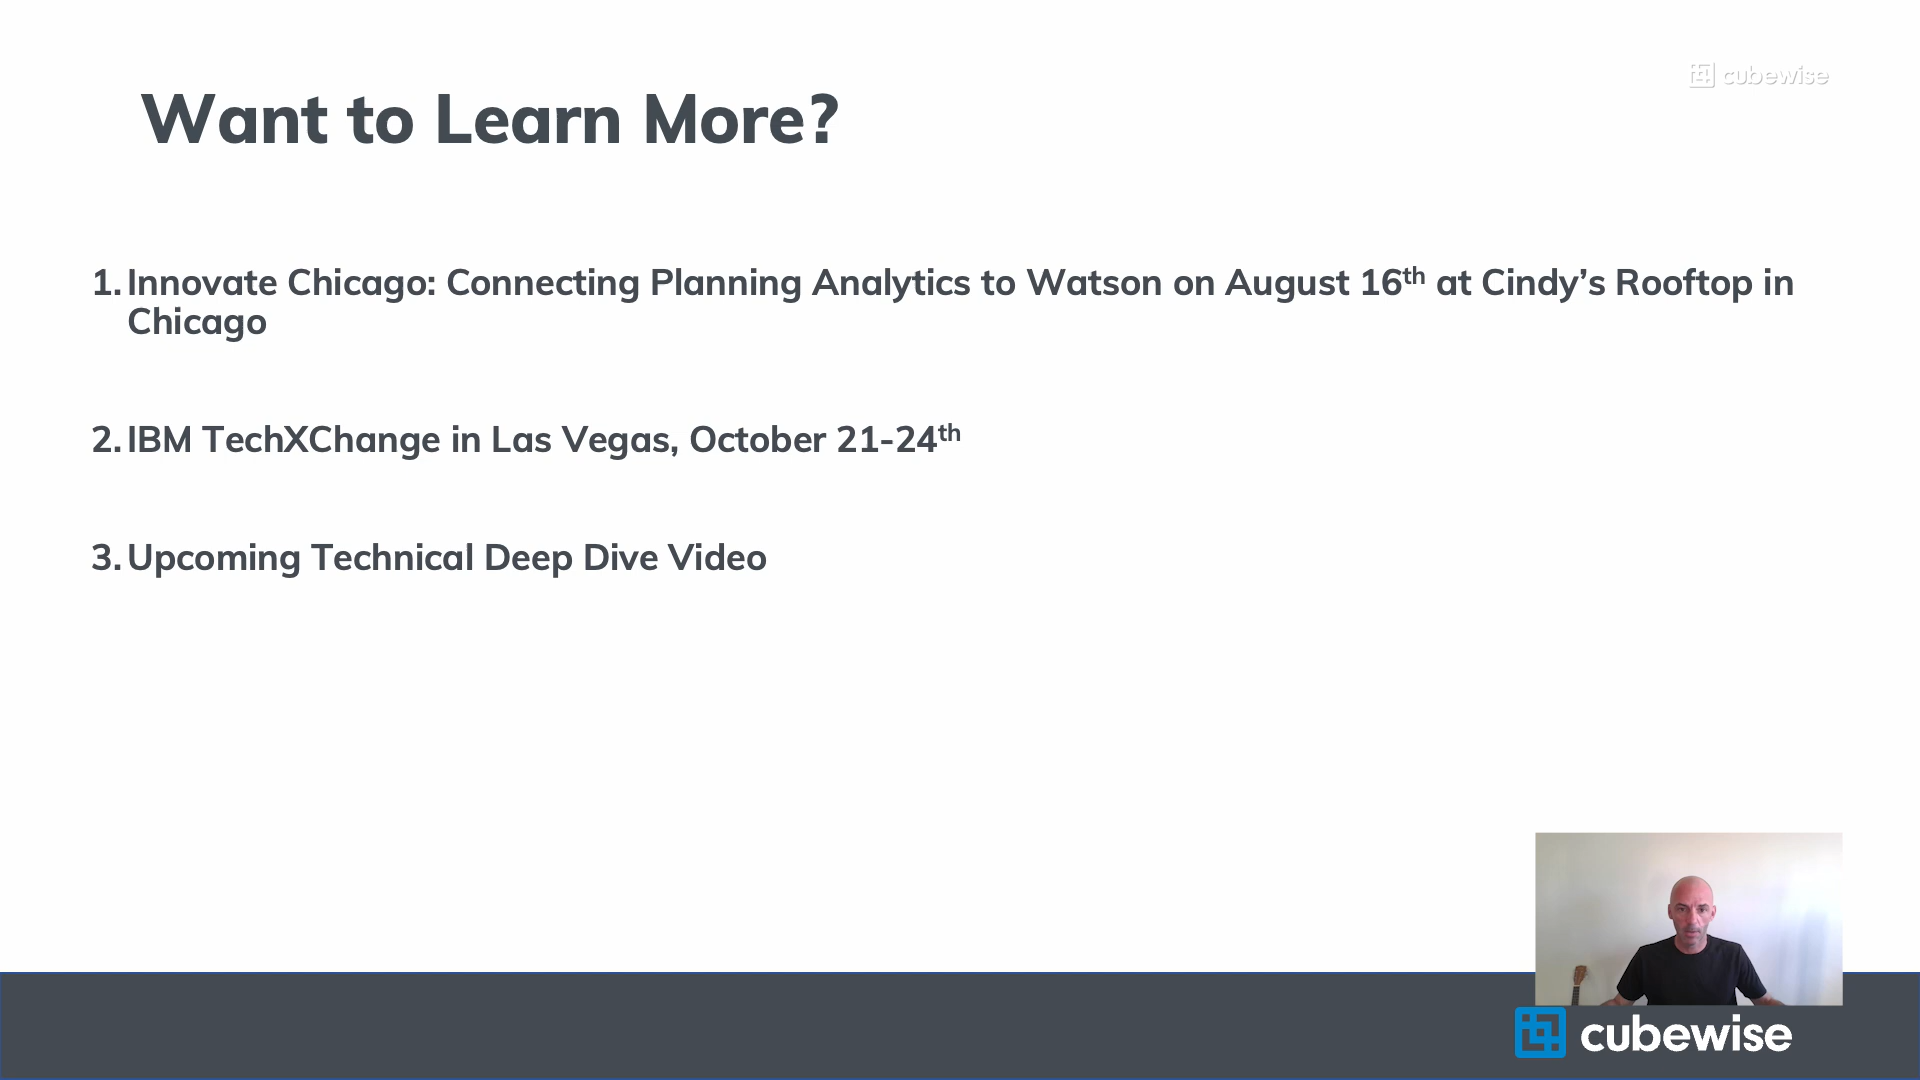 cubewise
Want to Learn More?
1. Innovate Chicago: Connecting Planning Analytics to Watson on August 16th at Cindy’s Rooftop in
Chicago
2. IBM TechXChange in Las Vegas, October 21-24th
3. Upcoming Technical Deep Dive Video
cubewise